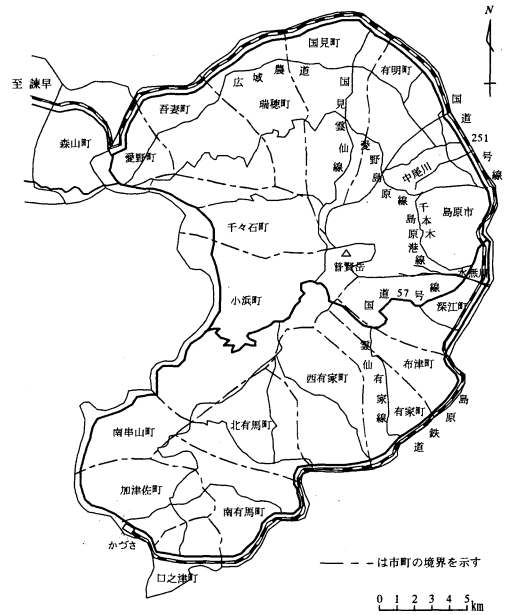 N
国見町
至 諫早
広域農道
有明町
吾妻町
瑞穂町
国見雲仙線
国道251号線
森山町
愛野町
愛野島原線
中尾川
千々石町
千本木島原港線
島原市
普賢岳
水無川
小浜町
国道57号線
深江町
布津町
雲仙有家線
西有家町
有家町
島原鉄道
北有馬町
南串山町
加津佐町
南有馬町
かづさ
口之津町
は市町の境界を示す
0 1 2 3 4 5 km